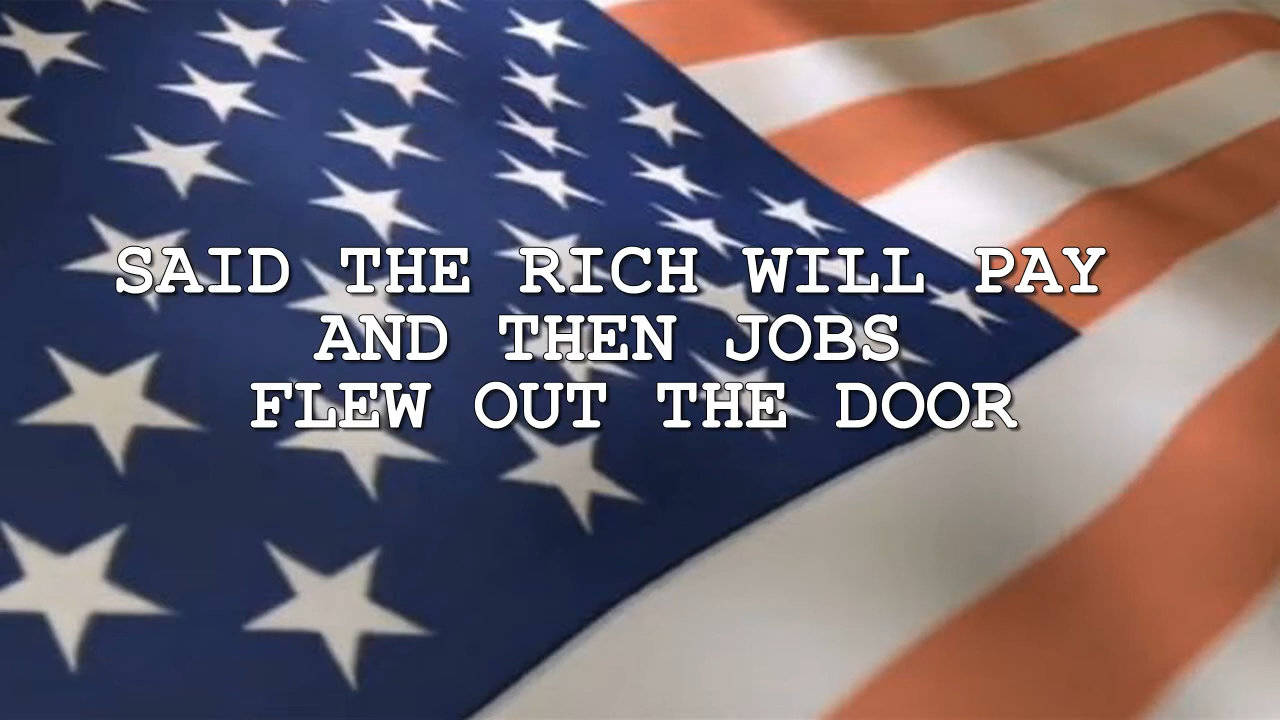 SAID THE RICH WILL PAY
AND THEN JOBS
FLEW OUT THE DOOR